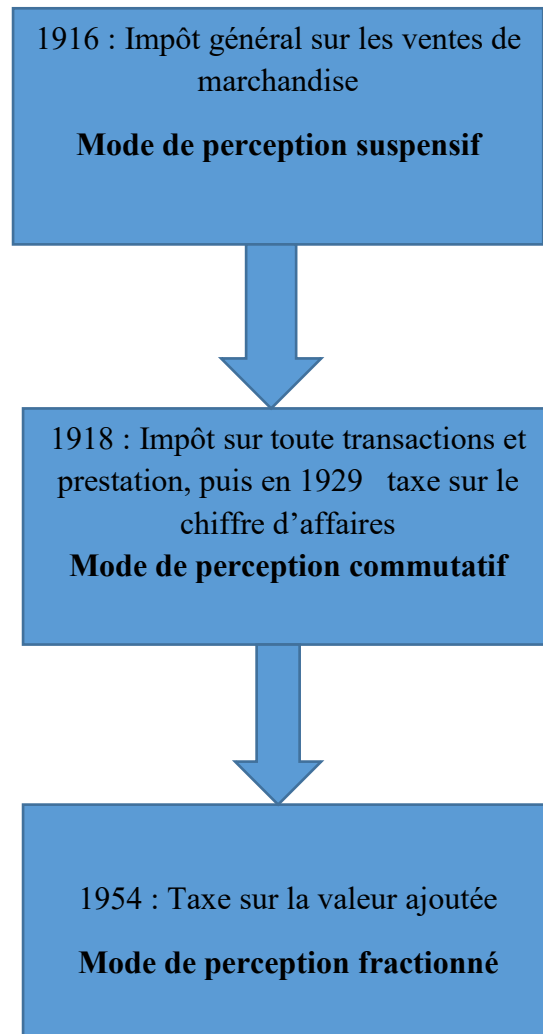 1916 : Impôt général sur les ventes de
marchandise
Mode de perception suspensif
1918 : Impôt sur toute transactions et
prestation, puis en 1929 taxe sur le
chiffre d’affaires
Mode de perception commutatif
1954 : Taxe sur la valeur ajoutée
Mode de perception fractionné